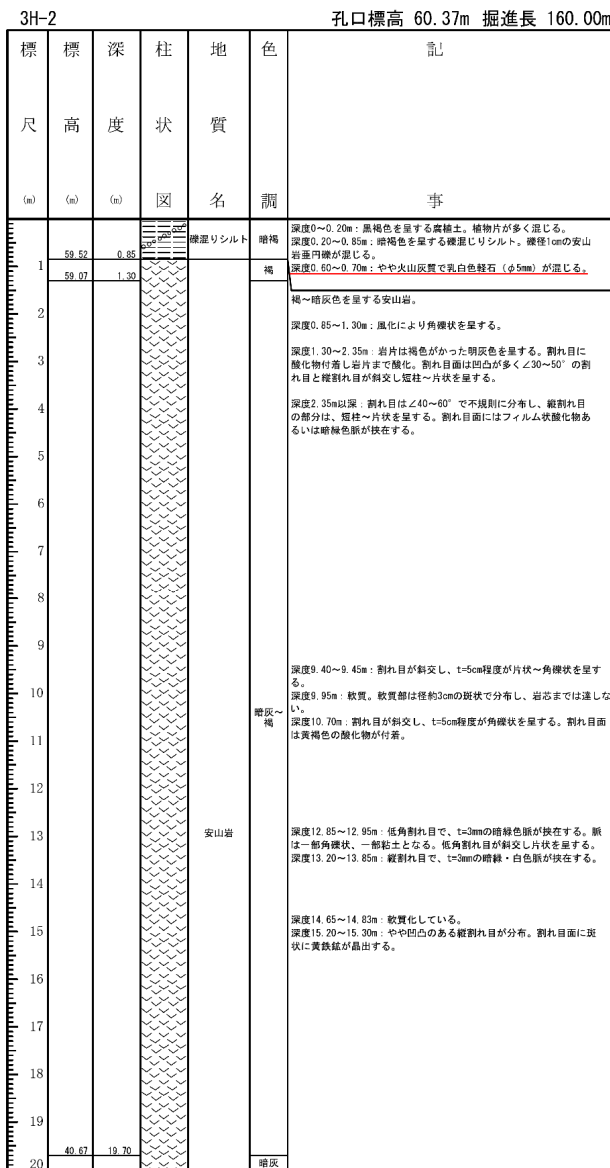 3H-2 孔口標高 60.37m 掘進長 160.00m
標尺(m) 標高(m) 深度(m) 柱状図 地質名 色調 記事
礫混りシルト 暗褐
59.52 0.85
褐
59.07 1.30
深度0～0.20m：黒褐色を呈する腐植土。植物片が多く混じる。
深度0.20～0.85m：暗褐色を呈する礫混じりシルト。礫径1cmの安山
岩亜円礫が混じる。
深度0.60～0.70m：やや火山灰質で乳白色軽石（φ5mm）が混じる。
褐～暗灰色を呈する安山岩。
深度0.85～1.30m：風化により角礫状を呈する。
深度1.30～2.35m：岩片は褐色がかった明灰色を呈する。割れ目に
酸化物付着し岩片まで酸化。割れ目面は凹凸が多く∠30～50°の割
れ目と縦割れ目が斜交し短柱～片状を呈する。
深度2.35m以深：割れ目は∠40～60°で不規則に分布し、縦割れ目
の部分は、短柱～片状を呈する。割れ目面にはフィルム状酸化物あ
るいは暗緑色脈が挟在する。
深度9.40～9.45m：割れ目が斜交し、t=5cm程度が片状～角礫状を呈す
る。
深度9.95m：軟質。軟質部は径約3cmの斑状で分布し、岩芯までは達しな
い。
深度10.70m：割れ目が斜交し、t=5cm程度が角礫状を呈する。割れ目面
は黄褐色の酸化物が付着。
暗灰～
褐
安山岩
深度12.85～12.95m：低角割れ目で、t=3mmの暗緑色脈が挟在する。脈
は一部角礫状、一部粘土となる。低角割れ目が斜交し片状を呈する。
深度13.20～13.85m：縦割れ目で、t=3mmの暗緑・白色脈が挟在する。
深度14.65～14.83m：軟質化している。
深度15.20～15.30m：やや凹凸のある縦割れ目が分布。割れ目面に斑
状に黄鉄鉱が晶出する。
40.67 19.70
暗灰
1
2
3
4
5
6
7
8
9
10
11
12
13
14
15
16
17
18
19
20